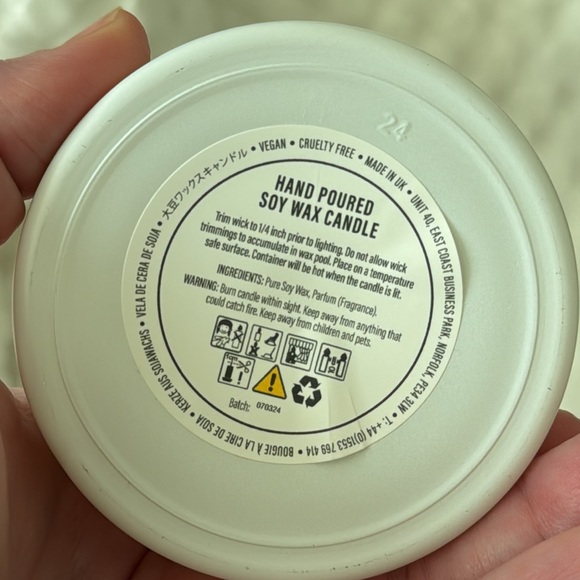 24
HAND POURED
SOY WAX CANDLE
Trim wick to 1/4 inch prior to lighting. Do not allow wick
trimmings to accumulate in wax pool. Place on a temperature
safe surface. Container will be hot when the candle is lit.
INGREDIENTS: Pure Soy Wax, Parfum (Fragrance).
WARNING: Burn candle within sight. Keep away from anything that
could catch fire. Keep away from children and pets.
Batch: 070324
大豆ワックスキャンドル • VEGAN • CRUELTY FREE • MADE IN UK • UNIT 40, EAST COAST BUSINESS PARK, NORFOLK, PE34 3LW • T: +44 (0)1553 769 414 • BOUGIE À LA CIRE DE SOJA • KERZE AUS SOJAWACHS • VELA DE CERA DE SOJA •